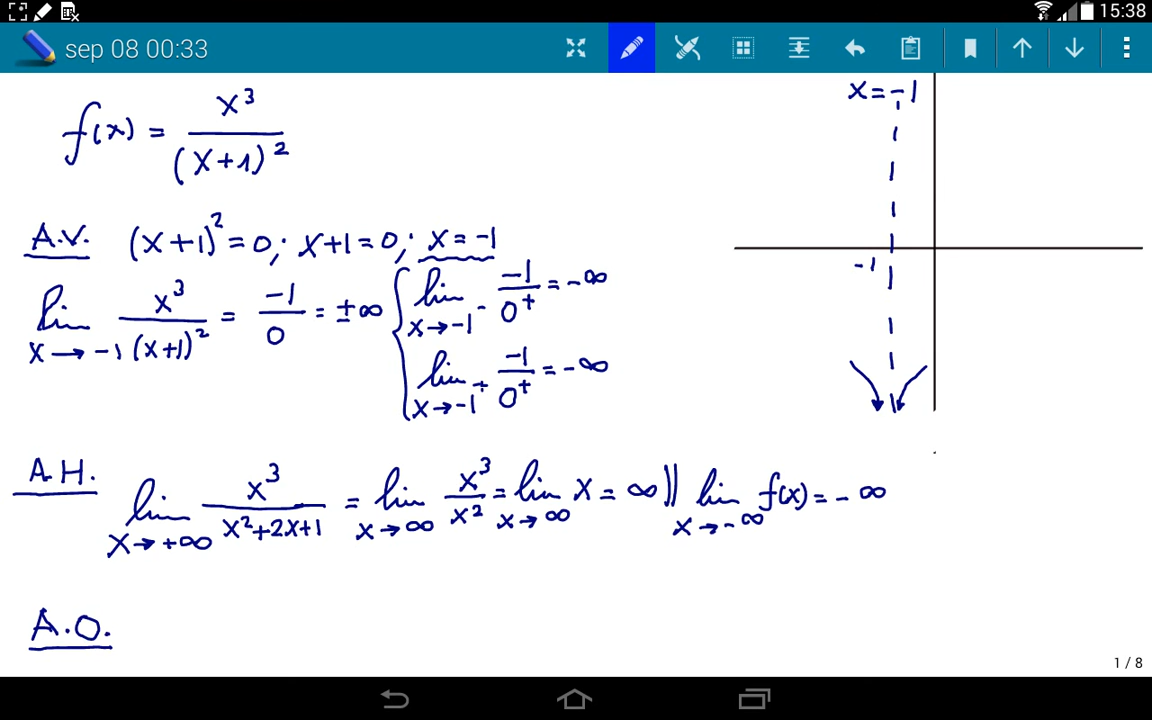 15:38
sep 08 00:33
f(x) = x³ / (x+1)²
x = -1
A.V. (x+1)² = 0; x+1 = 0; x = -1
-1
lim x→-1 x³/(x+1)² = -1/0 = ±∞ { lim x→-1⁻ -1/0⁺ = -∞
lim x→-1⁺ -1/0⁺ = -∞
A.H. lim x→+∞ x³/(x²+2x+1) = lim x→∞ x³/x² = lim x→∞ x = ∞ || lim x→-∞ f(x) = -∞
A.O.
1 / 8